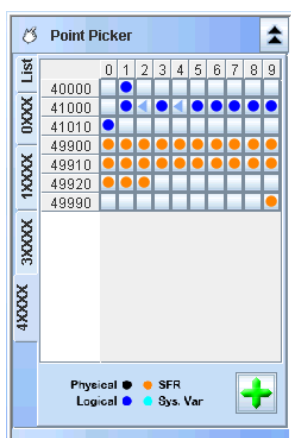 Point Picker
List
0XXX
1XXXX
3XXXX
4XXXX
0 1 2 3 4 5 6 7 8 9
40000
41000
41010
49900
49910
49920
49990
Physical SFR
Logical Sys. Var